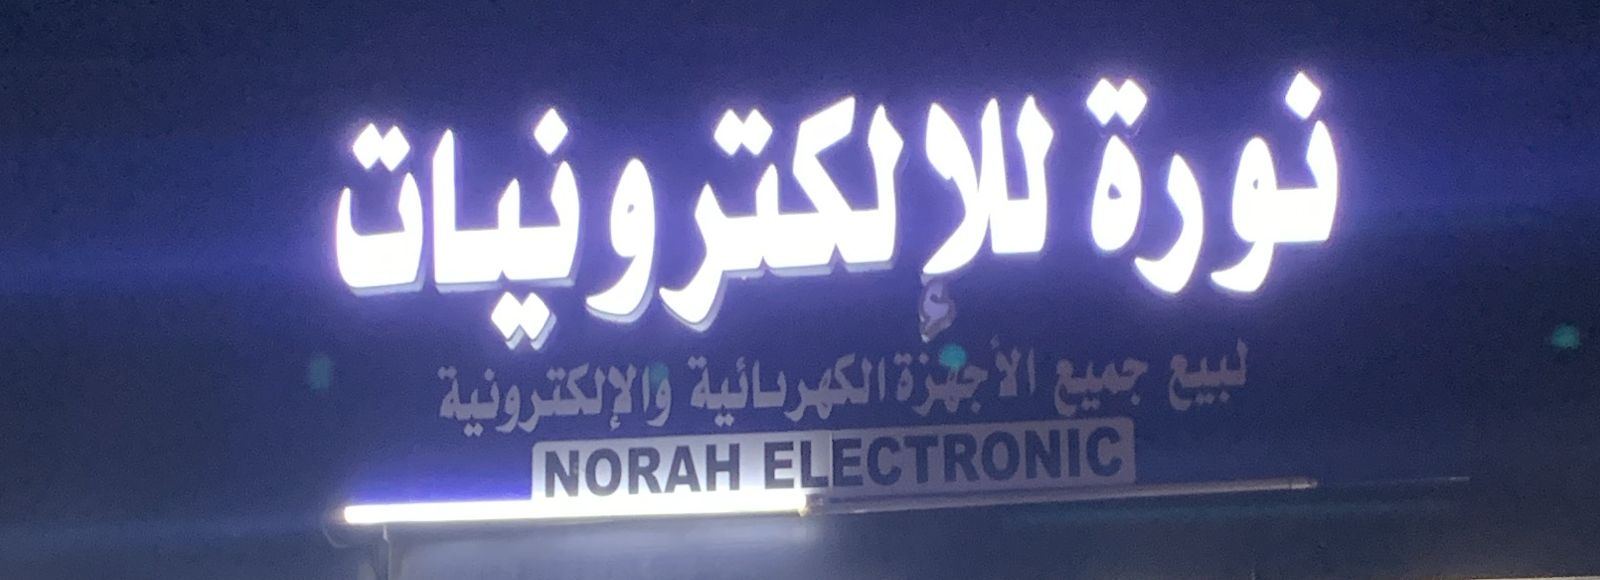 نورة للإلكترونيات
لبيع جميع الأجهزة الكهربائية والإلكترونية
NORAH ELECTRONIC